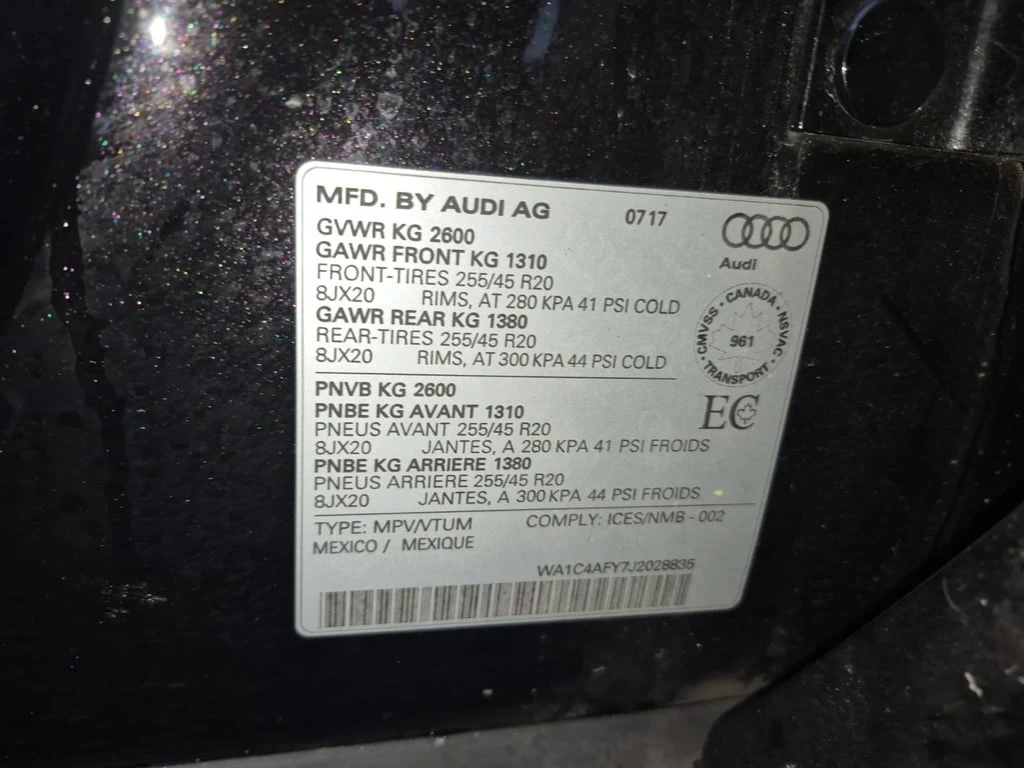 MFD. BY AUDI AG 0717
GVWR KG 2600
GAWR FRONT KG 1310
FRONT-TIRES 255/45 R20
8JX20 RIMS, AT 280 KPA 41 PSI COLD
GAWR REAR KG 1380
REAR-TIRES 255/45 R20
8JX20 RIMS, AT 300 KPA 44 PSI COLD
Audi
CMVSS · CANADA · NSVAC · TRANSPORT ·
961
EC
PNVB KG 2600
PNBE KG AVANT 1310
PNEUS AVANT 255/45 R20
8JX20 JANTES, A 280 KPA 41 PSI FROIDS
PNBE KG ARRIERE 1380
PNEUS ARRIERE 255/45 R20
8JX20 JANTES, A 300 KPA 44 PSI FROIDS
TYPE: MPV/VTUM COMPLY: ICES/NMB - 002
MEXICO / MEXIQUE
WA1C4AFY7J2028835